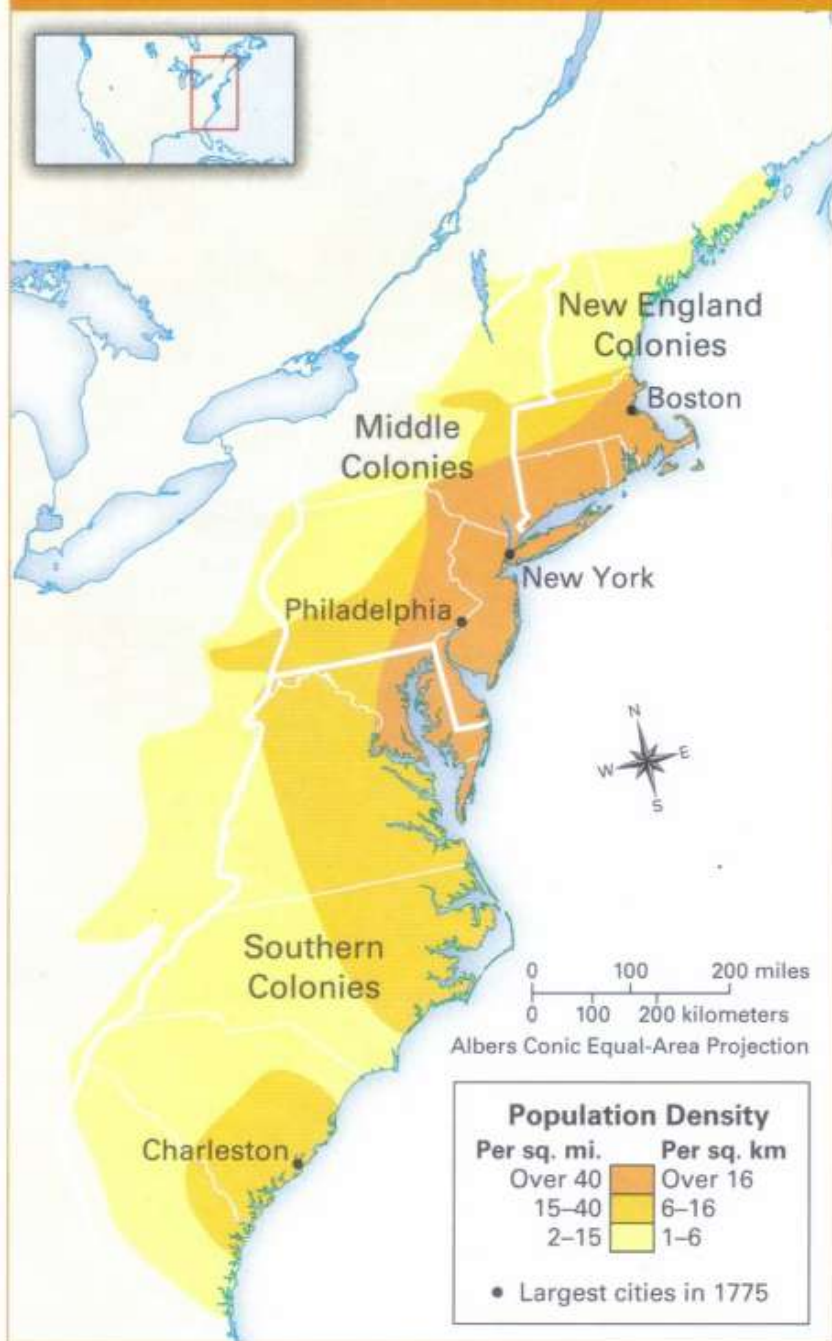 New England
Colonies
Boston
Middle
Colonies
New York
Philadelphia
N
W E
S
Southern
Colonies
0 100 200 miles
0 100 200 kilometers
Albers Conic Equal-Area Projection
Charleston
Population Density
Per sq. mi. Per sq. km
Over 40 Over 16
15–40 6–16
2–15 1–6
• Largest cities in 1775